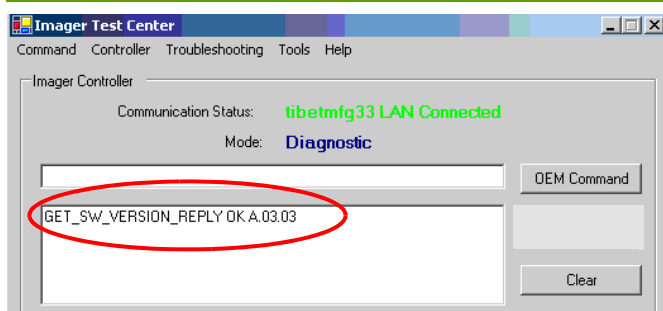 Imager Test Center
Command Controller Troubleshooting Tools Help
Imager Controller
Communication Status: tibetmfg33 LAN Connected
Mode: Diagnostic
OEM Command
GET_SW_VERSION_REPLY OK A.03.03
Clear